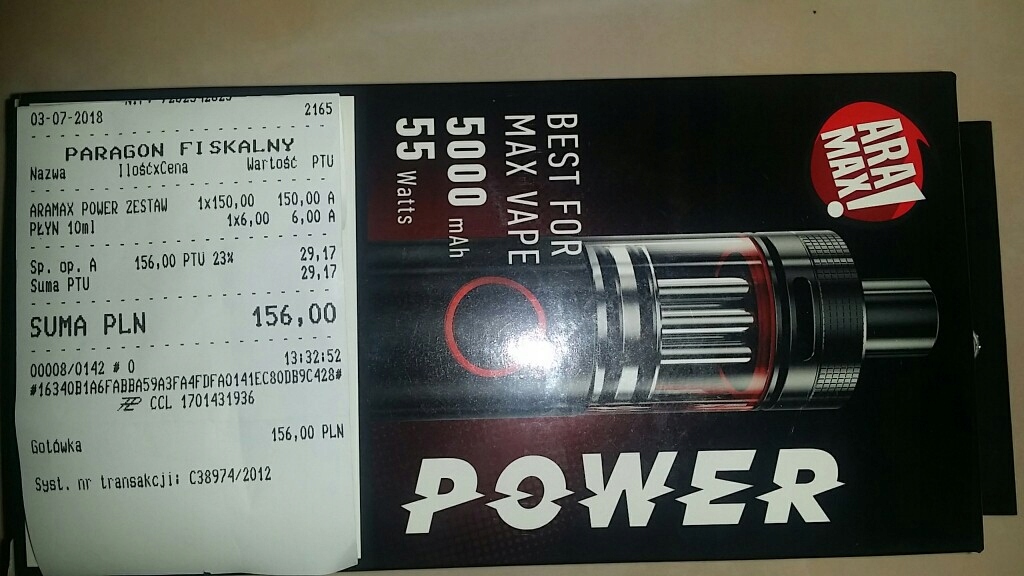 03-07-2018 2165
PARAGON FISKALNY
Nazwa IlośćxCena Wartość PTU
ARAMAX POWER ZESTAW 1x150,00 150,00 A
PŁYN 10ml 1x6,00 6,00 A
Sp. op. A 156,00 PTU 23% 29,17
Suma PTU 29,17
SUMA PLN 156,00
00008/0142 # 0 13:32:52
#16340B1A6FABBA59A3FA4FDFA0141EC80DB9C428#
CCL 1701431936
Gotówka 156,00 PLN
Syst. nr transakcji: C38974/2012
BEST FOR
MAX VAPE
5000 mAh
55 Watts
ARA
MAX!
POWER